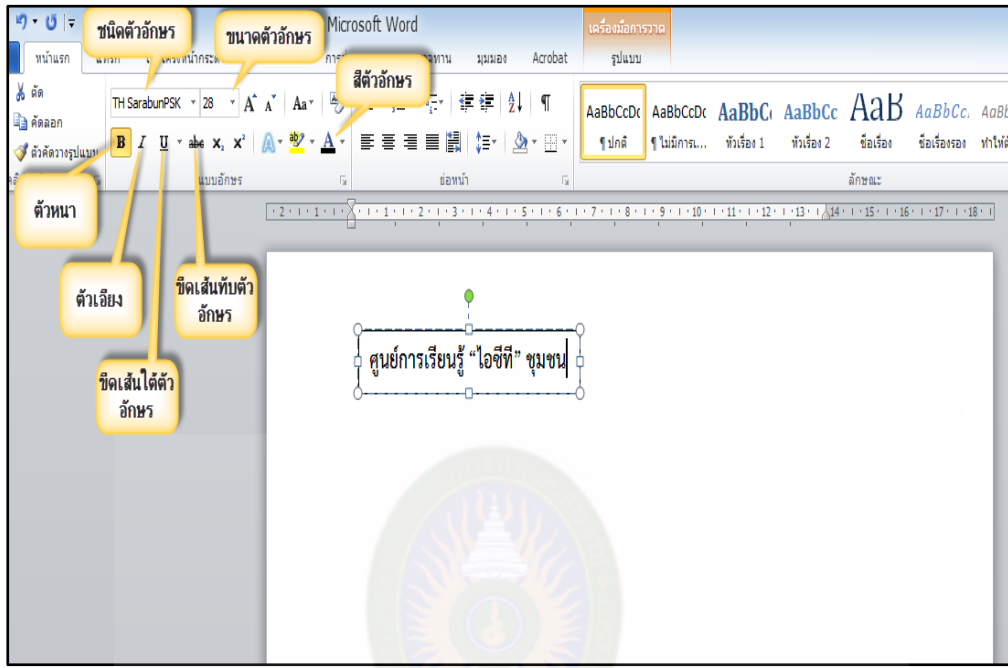 Microsoft Word
เครื่องมือการวาด
ชนิดตัวอักษร
ขนาดตัวอักษร
สีตัวอักษร
หน้าแรก
มุมมอง
Acrobat
รูปแบบ
ตัด
คัดลอก
ตัวคัดวางรูปแบบ
TH SarabunPSK
28
AaBbCcDc
AaBbCcDc
AaBbC
AaBbCc
AaB
AaBbCc.
¶ ปกติ
¶ ไม่มีการเ...
หัวเรื่อง 1
หัวเรื่อง 2
ชื่อเรื่อง
ชื่อเรื่องรอง
ย่อหน้า
ลักษณะ
ตัวหนา
ตัวเอียง
ขีดเส้นทับตัว
อักษร
ขีดเส้นใต้ตัว
อักษร
ศูนย์การเรียนรู้ “ไอซีที” ชุมชน